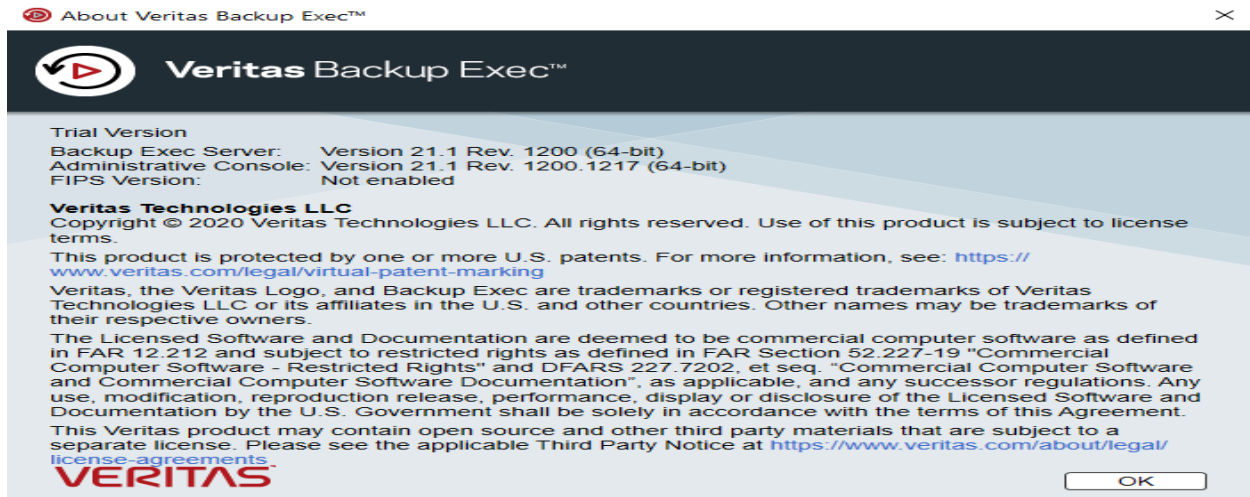 About Veritas Backup Exec™
Veritas Backup Exec™
Trial Version
Backup Exec Server: Version 21.1 Rev. 1200 (64-bit)
Administrative Console: Version 21.1 Rev. 1200.1217 (64-bit)
FIPS Version: Not enabled
Veritas Technologies LLC
Copyright © 2020 Veritas Technologies LLC. All rights reserved. Use of this product is subject to license
terms.
This product is protected by one or more U.S. patents. For more information, see: https://
www.veritas.com/legal/virtual-patent-marking
Veritas, the Veritas Logo, and Backup Exec are trademarks or registered trademarks of Veritas
Technologies LLC or its affiliates in the U.S. and other countries. Other names may be trademarks of
their respective owners.
The Licensed Software and Documentation are deemed to be commercial computer software as defined
in FAR 12.212 and subject to restricted rights as defined in FAR Section 52.227-19 "Commercial
Computer Software - Restricted Rights" and DFARS 227.7202, et seq. “Commercial Computer Software
and Commercial Computer Software Documentation”, as applicable, and any successor regulations. Any
use, modification, reproduction release, performance, display or disclosure of the Licensed Software and
Documentation by the U.S. Government shall be solely in accordance with the terms of this Agreement.
This Veritas product may contain open source and other third party materials that are subject to a
separate license. Please see the applicable Third Party Notice at https://www.veritas.com/about/legal/
license-agreements.
VERITAS
OK